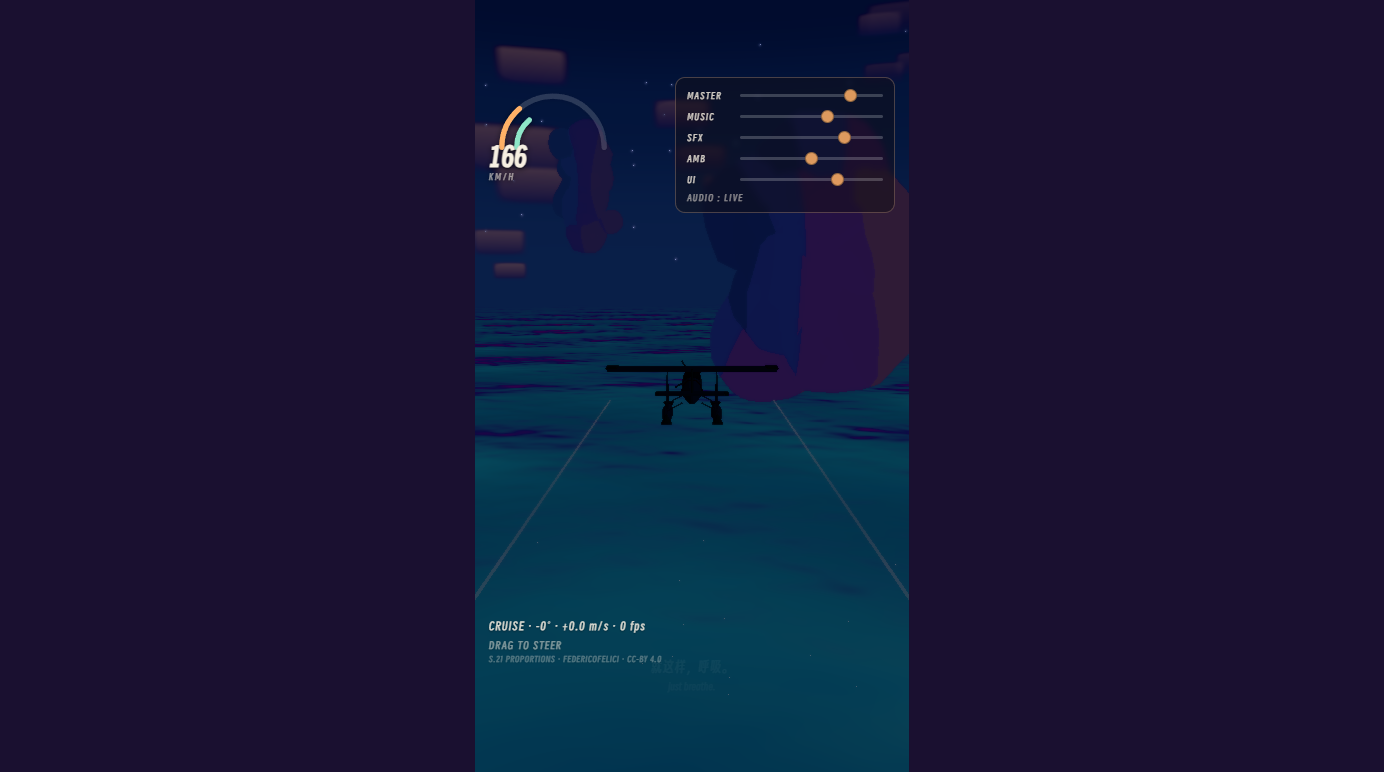 MASTER
MUSIC
SFX
AMB
UI
AUDIO : LIVE
166
KM/H
CRUISE · -0° · +0.0 m/s · 0 fps
DRAG TO STEER
S.21 PROPORTIONS · FEDERICOFELICI · CC-BY 4.0